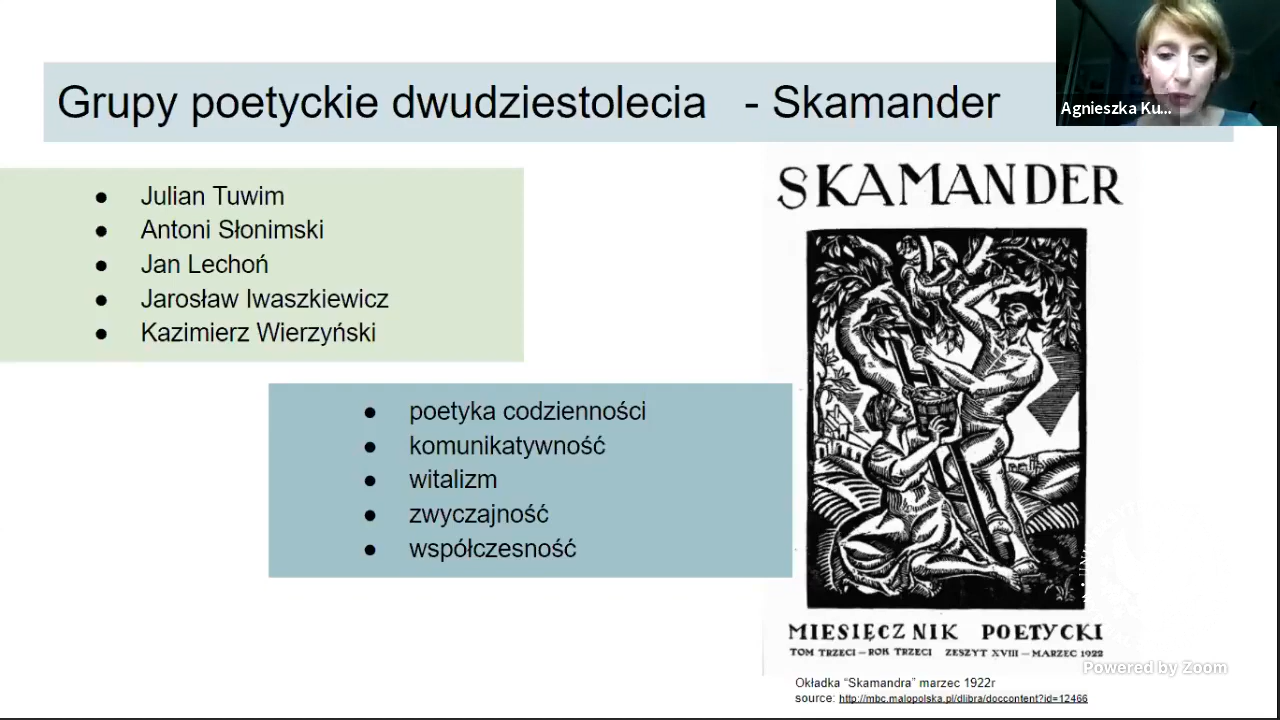 Grupy poetyckie dwudziestolecia - Skamander
Agnieszka Ku...
● Julian Tuwim
● Antoni Słonimski
● Jan Lechoń
● Jarosław Iwaszkiewicz
● Kazimierz Wierzyński
● poetyka codzienności
● komunikatywność
● witalizm
● zwyczajność
● współczesność
SKAMANDER
MIESIĘCZNIK POETYCKI
TOM TRZECI – ROK TRZECI ZESZYT XVIII – MARZEC 1922
Powered by Zoom
Okładka “Skamandra” marzec 1922r
source: http://mbc.malopolska.pl/dlibra/doccontent?id=12466